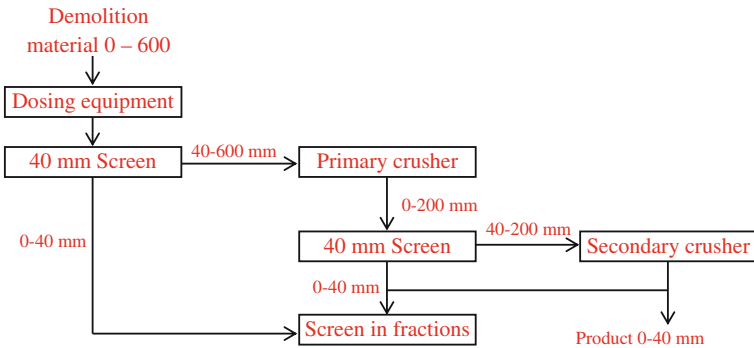 Demolition
material 0 – 600
Dosing equipment
40 mm Screen
40-600 mm
Primary crusher
0-200 mm
0-40 mm
40 mm Screen
40-200 mm
Secondary crusher
0-40 mm
Screen in fractions
Product 0-40 mm